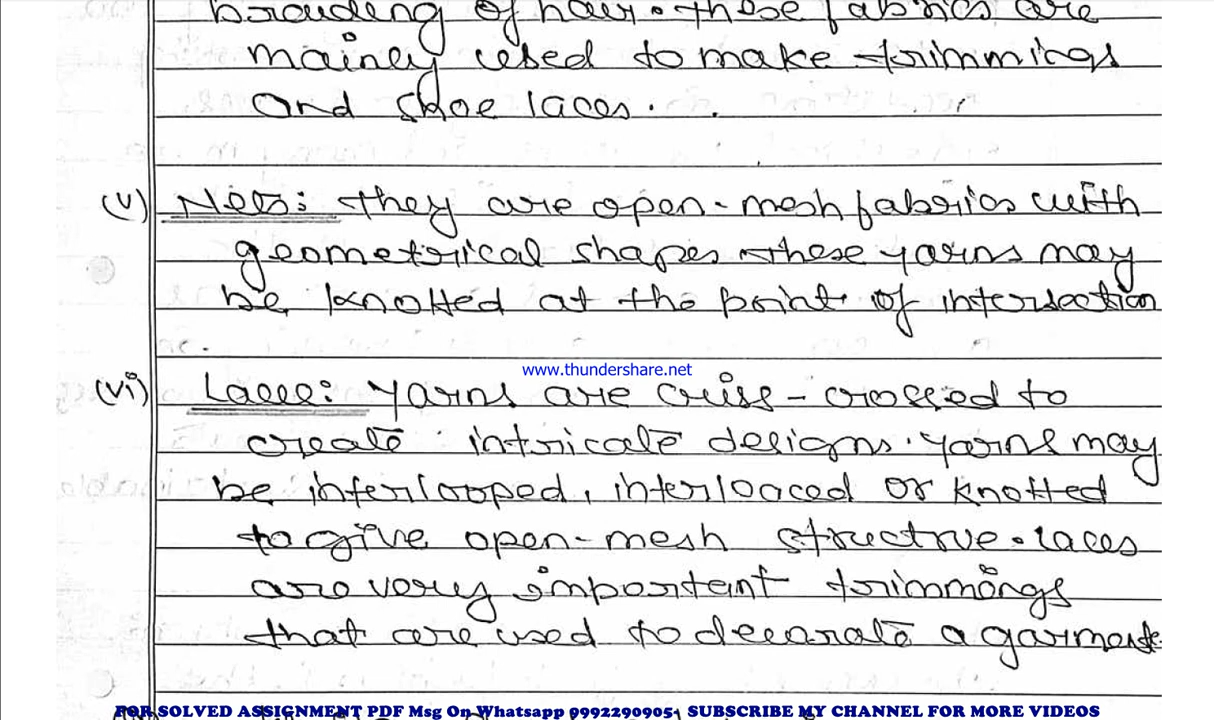 braiding of hair. these fabrics are
mainly used to make trimmings
and shoe laces.
(v) Nets: they are open-mesh fabrics with
geometrical shapes these yarns may
be knotted at the point of intersection
.
www.thundershare.net
(vi) Laces: yarns are criss-crossed to
create intricate designs. yarns may
be interlooped, interlaced or knotted
to give open-mesh structure. laces
are very important trimmings
that are used to decorate a garment.
FOR SOLVED ASSIGNMENT PDF Msg On Whatsapp 9992290905, SUBSCRIBE MY CHANNEL FOR MORE VIDEOS